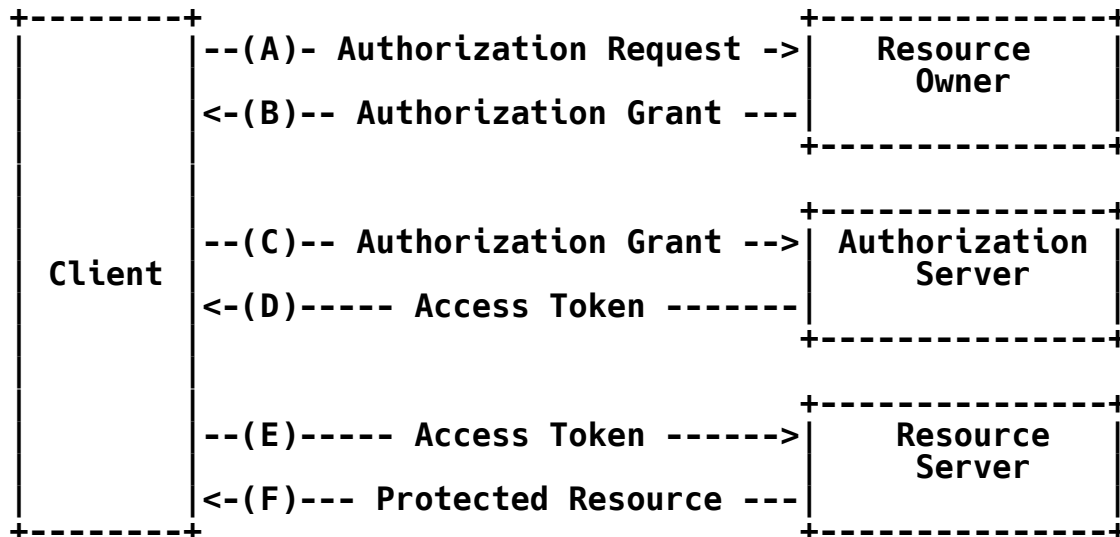 +--------+                               +---------------+
|        |--(A)- Authorization Request ->|   Resource    |
|        |                               |     Owner     |
|        |<-(B)-- Authorization Grant ---|               |
|        |                               +---------------+
|        |
|        |                               +---------------+
|        |--(C)-- Authorization Grant -->| Authorization |
| Client |                               |     Server    |
|        |<-(D)----- Access Token -------|               |
|        |                               +---------------+
|        |
|        |                               +---------------+
|        |--(E)----- Access Token ------>|    Resource   |
|        |                               |     Server    |
|        |<-(F)--- Protected Resource ---|               |
+--------+                               +---------------+